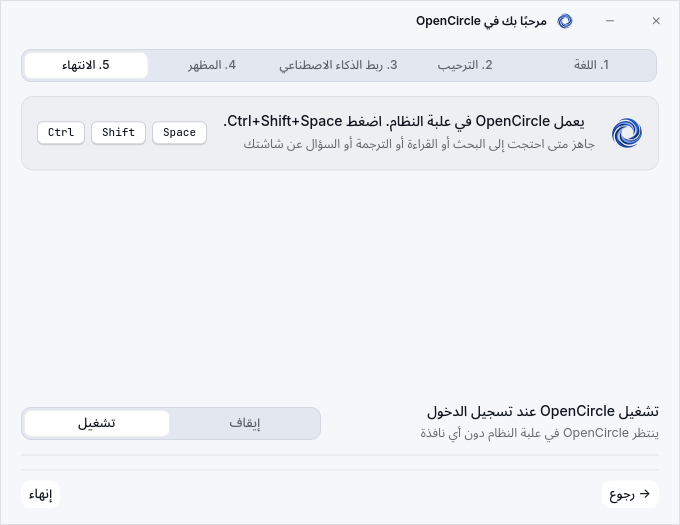 مرحبًا بك في OpenCircle
1. اللغة
2. الترحيب
3. ربط الذكاء الاصطناعي
4. المظهر
5. الانتهاء
يعمل OpenCircle في علبة النظام. اضغط Ctrl+Shift+Space.
جاهز متى احتجت إلى البحث أو القراءة أو الترجمة أو السؤال عن شاشتك
Ctrl Shift Space
تشغيل OpenCircle عند تسجيل الدخول
ينتظر OpenCircle في علبة النظام دون أي نافذة
إيقاف
تشغيل
→ رجوع
إنهاء